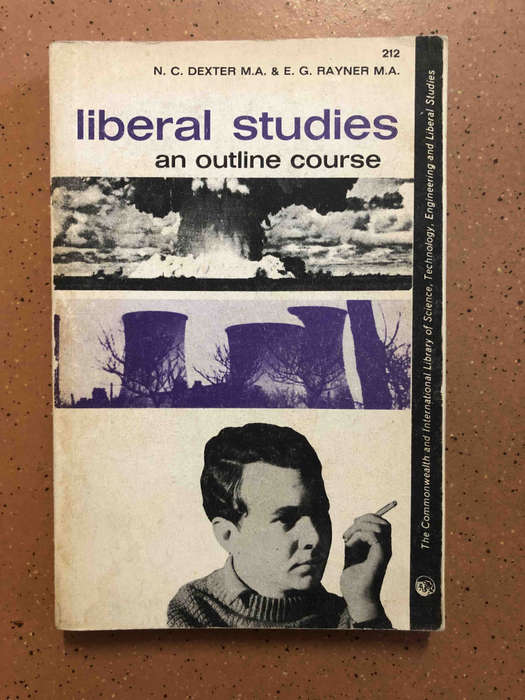 212
N. C. DEXTER M.A. & E. G. RAYNER M.A.
liberal studies
an outline course
The Commonwealth and International Library of Science, Technology, Engineering and Liberal Studies